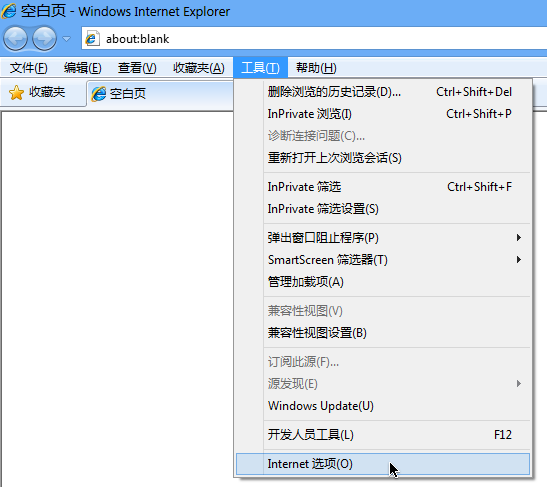 空白页 - Windows Internet Explorer
about:blank
文件(F) 编辑(E) 查看(V) 收藏夹(A) 工具(T) 帮助(H)
收藏夹 空白页
删除浏览的历史记录(D)... Ctrl+Shift+Del
InPrivate 浏览(I) Ctrl+Shift+P
诊断连接问题(C)...
重新打开上次浏览会话(S)
InPrivate 筛选 Ctrl+Shift+F
InPrivate 筛选设置(S)
弹出窗口阻止程序(P)
SmartScreen 筛选器(T)
管理加载项(A)
兼容性视图(V)
兼容性视图设置(B)
订阅此源(F)...
源发现(E)
Windows Update(U)
开发人员工具(L) F12
Internet 选项(O)